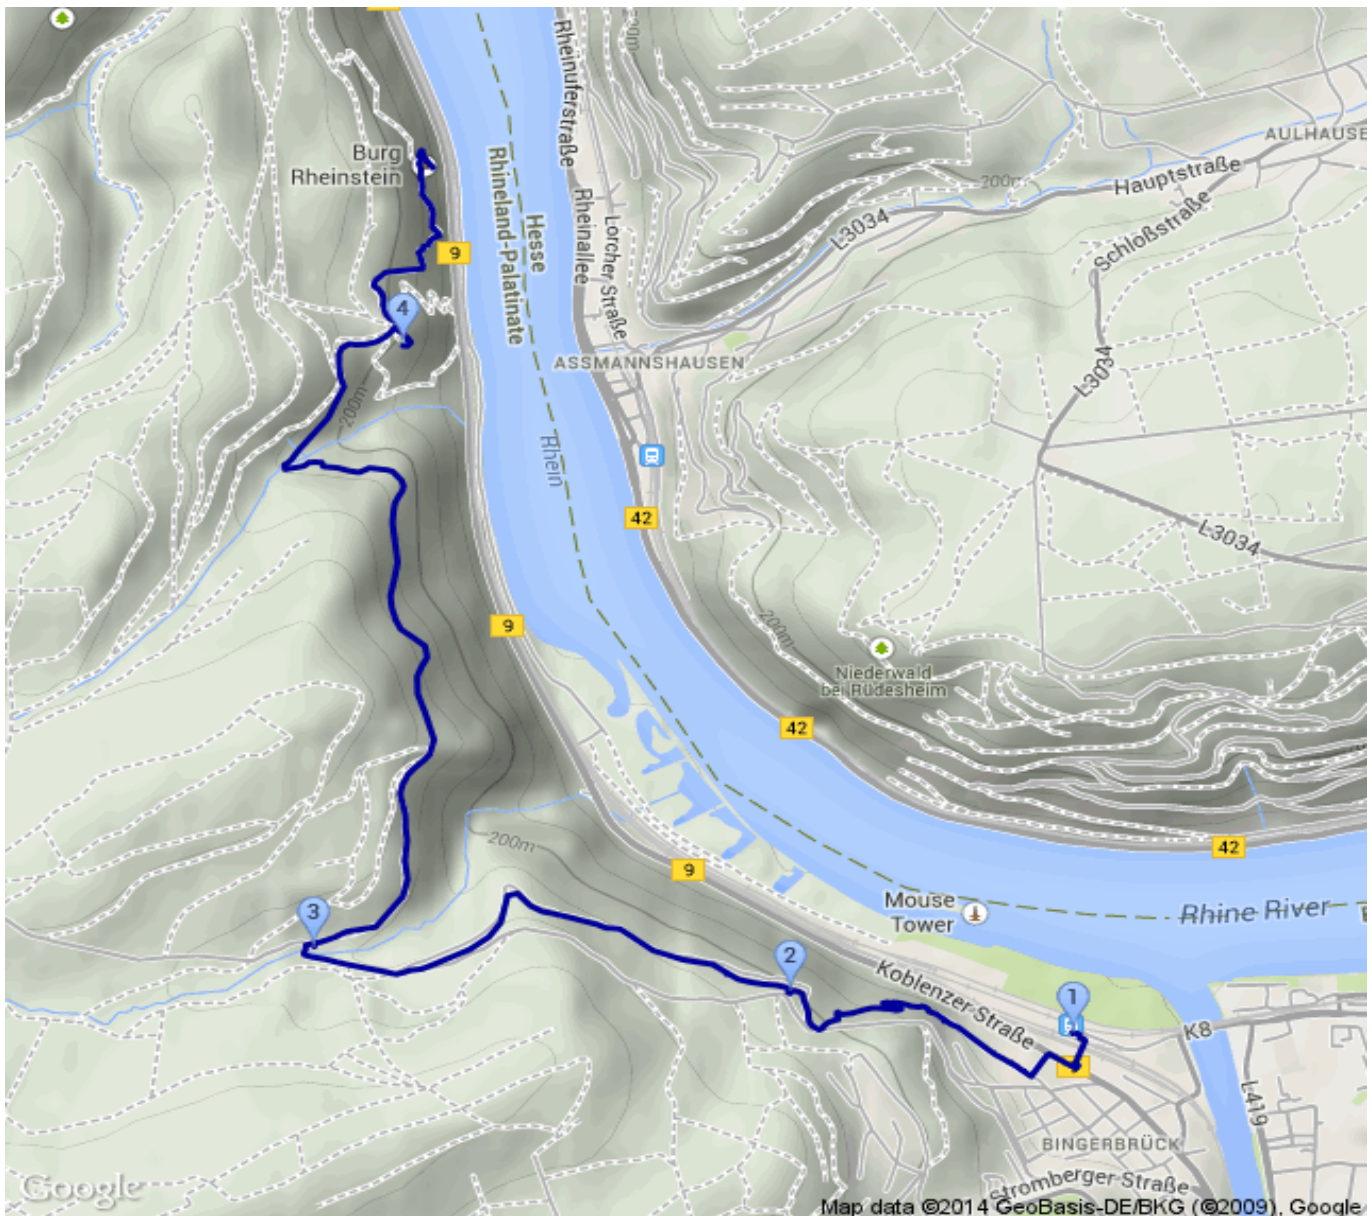 Rheinuferstraße
200m
AULHAUSE
Burg
Rheinstein
Hauptstraße
200m
Schloßstraße
L3034
Hesse
Rhineland-Palatinate
Rheinallee
Lorcher Straße
9
4
ASSMANNSHAUSEN
L3034
200m
Rhein
42
L3034
9
200m
Niederwald
bei Rüdesheim
42
200m
42
9
Mouse
Tower
Rhine River
3
2
Koblenzer-Straße
1
K8
L419
BINGERBRÜCK
Stromberger-Straße
Google
Map data ©2014 GeoBasis-DE/BKG (©2009), Google